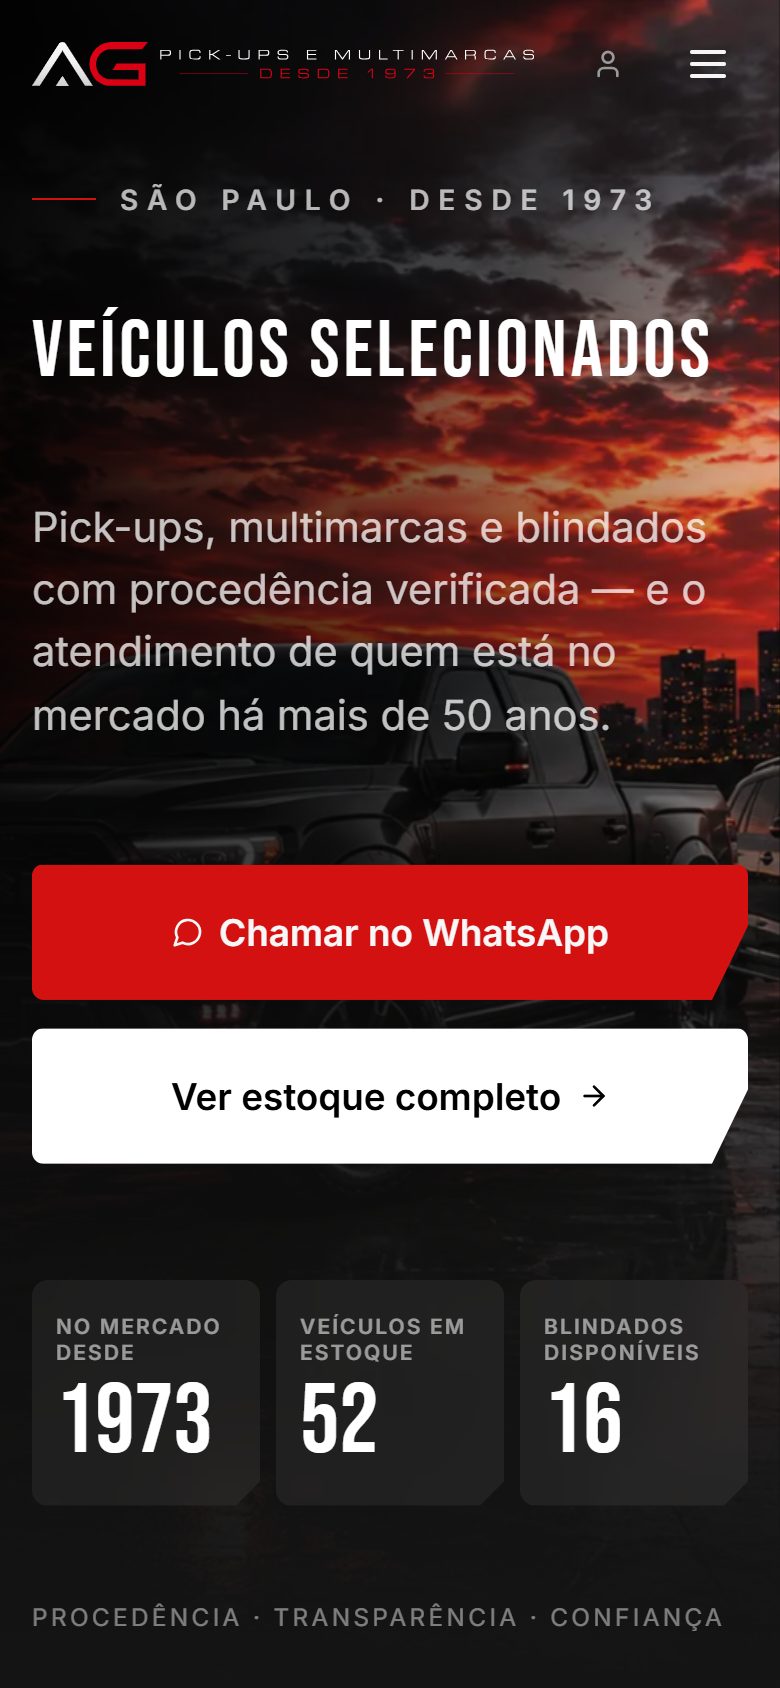 AG PICK-UPS E MULTIMARCAS
DESDE 1973
SÃO PAULO · DESDE 1973
VEÍCULOS SELECIONADOS
Pick-ups, multimarcas e blindados
com procedência verificada — e o
atendimento de quem está no
mercado há mais de 50 anos.
Chamar no WhatsApp
Ver estoque completo →
NO MERCADO
DESDE
1973
VEÍCULOS EM
ESTOQUE
52
BLINDADOS
DISPONÍVEIS
16
PROCEDÊNCIA · TRANSPARÊNCIA · CONFIANÇA